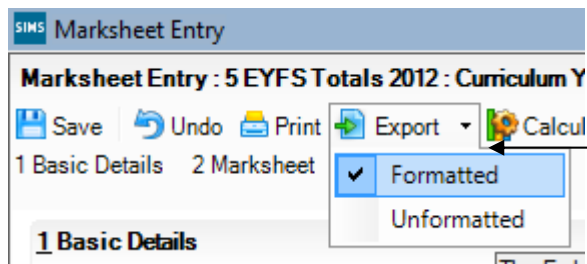 SIMS Marksheet Entry
Marksheet Entry : 5 EYFS Totals 2012 : Curriculum Y
Save Undo Print Export Calcul
1 Basic Details 2 Marksheet
Formatted
Unformatted
1 Basic Details